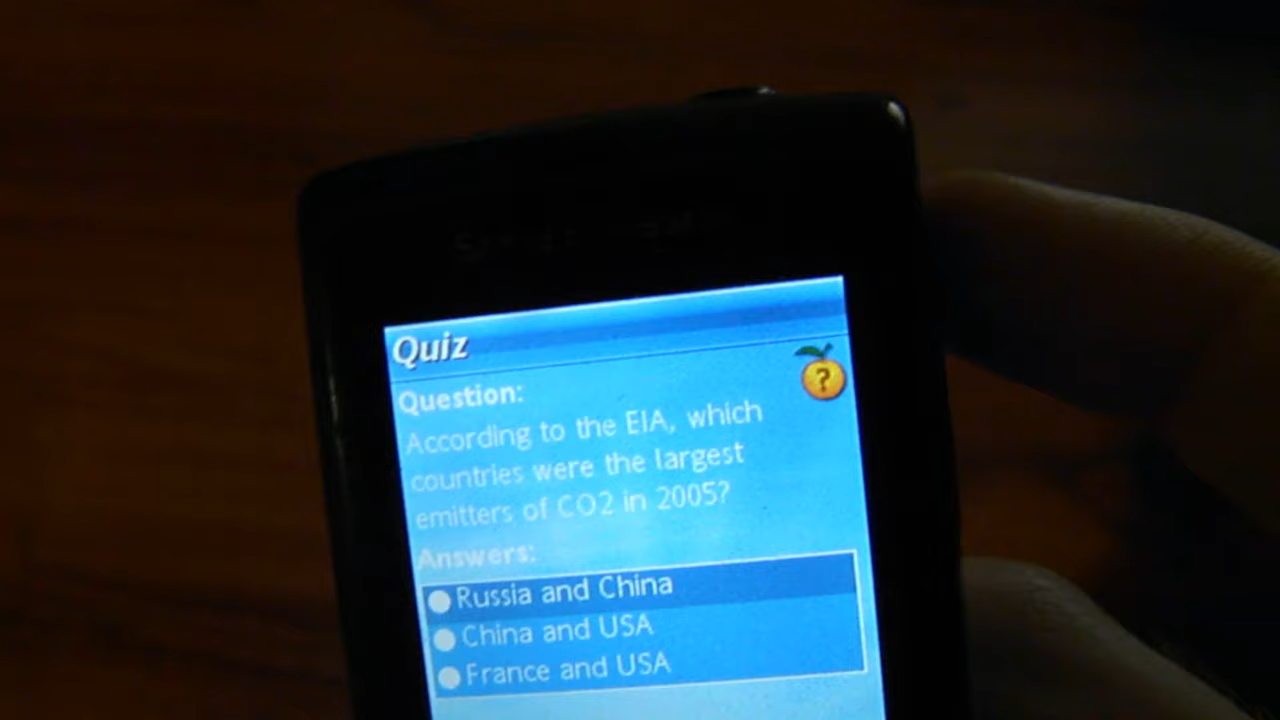 Quiz
Question:
?
According to the EIA, which
countries were the largest
emitters of CO2 in 2005?
Answers:
Russia and China
China and USA
France and USA